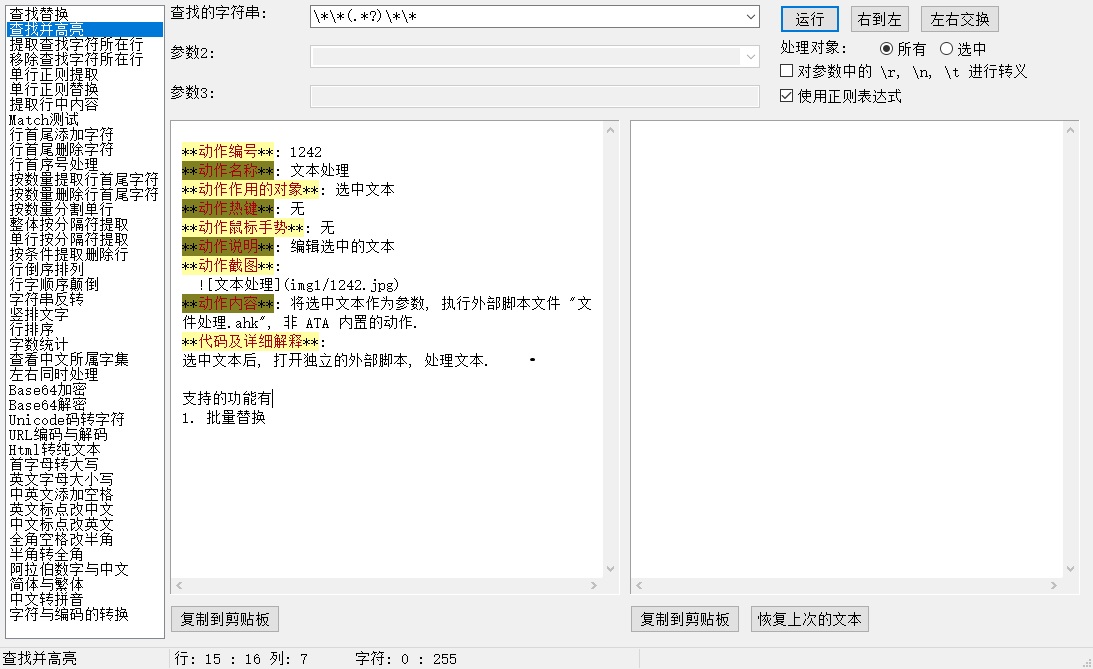 查找替换
查找并高亮
提取查找字符所在行
移除查找字符所在行
单行正则提取
单行正则替换
提取行中内容
Match测试
行首尾添加字符
行首尾删除字符
行首序号处理
按数量提取行首尾字符
按数量删除行首尾字符
按数量分割单行
整体按分隔符提取
单行按分隔符提取
按条件提取删除行
行倒序排列
行字顺序颠倒
字符串反转
竖排文字
行排序
字数统计
查看中文所属字集
左右同时处理
Base64加密
Base64解密
Unicode码转字符
URL编码与解码
Html转纯文本
首字母转大写
英文字母大小写
中英文添加空格
英文标点改中文
中文标点改英文
全角空格改半角
半角转全角
阿拉伯数字与中文
简体与繁体
中文转拼音
字符与编码的转换
查找的字符串: \*\*(.*?)\*\*
参数2:
参数3:
运行 右到左 左右交换
处理对象: 所有 选中
对参数中的 \r, \n, \t 进行转义
使用正则表达式
**动作编号**: 1242
**动作名称**: 文本处理
**动作作用的对象**: 选中文本
**动作热键**: 无
**动作鼠标手势**: 无
**动作说明**: 编辑选中的文本
**动作截图**:
![文本处理](img1/1242.jpg)
**动作内容**: 将选中文本作为参数, 执行外部脚本文件 "文
件处理.ahk", 非 ATA 内置的动作.
**代码及详细解释**:
选中文本后, 打开独立的外部脚本, 处理文本.
支持的功能有
1. 批量替换
复制到剪贴板
复制到剪贴板 恢复上次的文本
查找并高亮 行: 15 : 16 列: 7 字符: 0 : 255